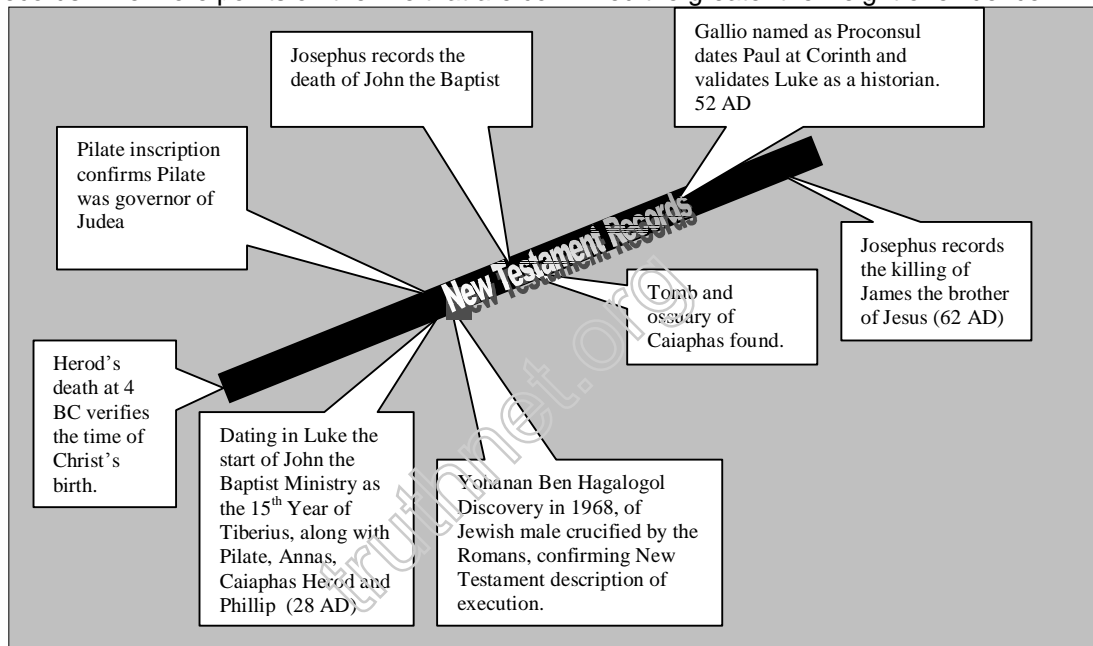 Josephus records the
death of John the
Baptist
Gallio named as Proconsul
dates Paul at Corinth and
validates Luke as a historian.
52 AD
Pilate inscription
confirms Pilate
was governor of
Judea
New Testament Records
Josephus records
the killing of
James the brother
of Jesus (62 AD)
Tomb and
ossuary of
Caiaphas found.
Herod’s
death at 4
BC verifies
the time of
Christ’s
birth.
Dating in Luke the
start of John the
Baptist Ministry as
the 15th Year of
Tiberius, along with
Pilate, Annas,
Caiaphas Herod and
Phillip (28 AD)
Yohanan Ben Hagalogol
Discovery in 1968, of
Jewish male crucified by the
Romans, confirming New
Testament description of
execution.
truthnet.org